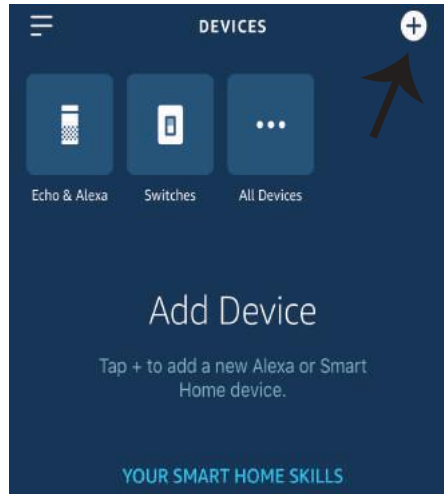 DEVICES
Echo & Alexa
Switches
All Devices
Add Device
Tap + to add a new Alexa or Smart
Home device.
YOUR SMART HOME SKILLS